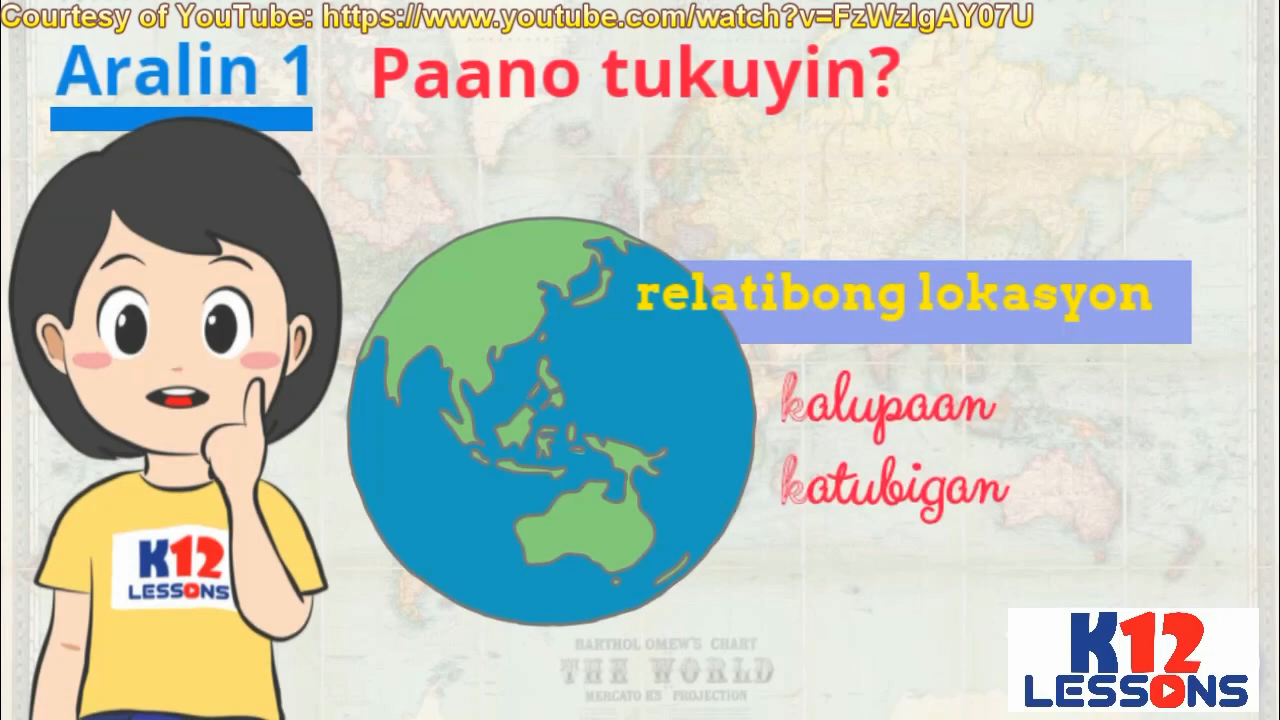 Courtesy of YouTube: https://www.youtube.com/watch?v=FzWzIgAY07U
Aralin 1 Paano tukuyin?
relatibong lokasyon
kalupaan
katubigan
K12
LESSONS
BARTHOLOMEW'S CHART
THE WORLD
MERCATORS PROJECTION
K12
LESSONS